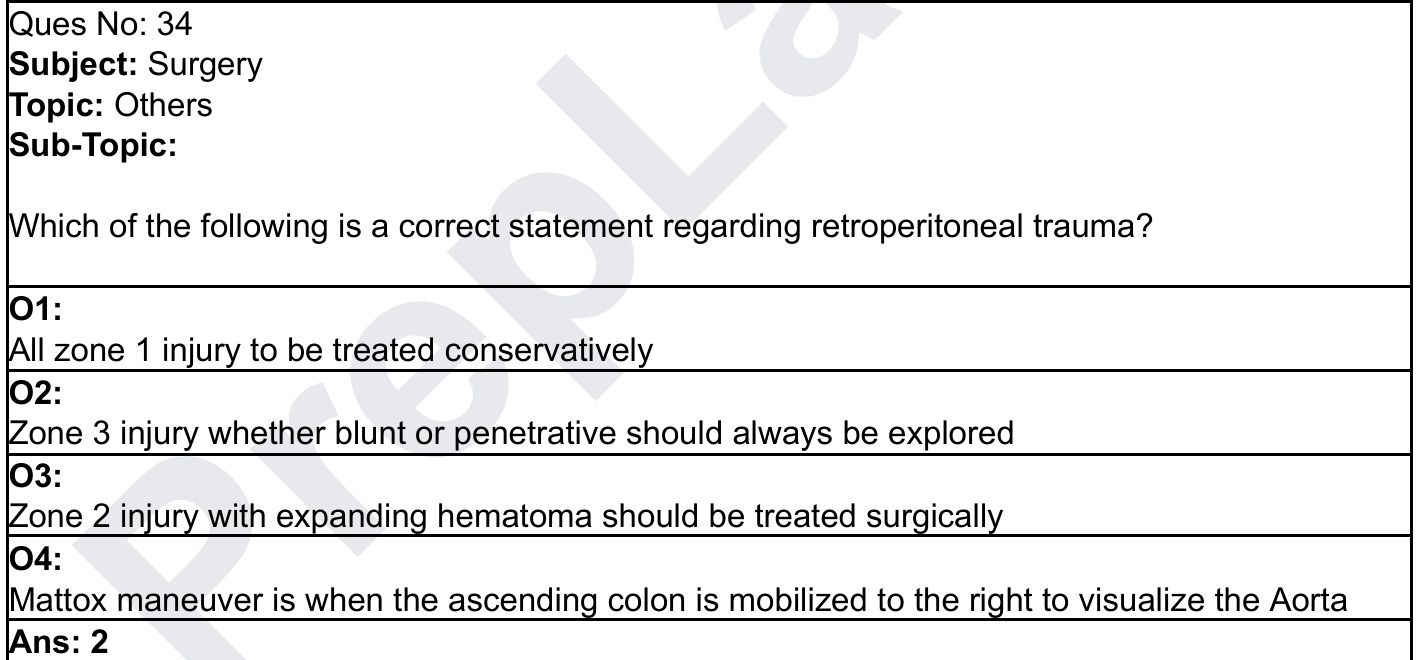 Ques No: 34
Subject: Surgery
Topic: Others
Sub-Topic:
Which of the following is a correct statement regarding retroperitoneal trauma?
O1:
All zone 1 injury to be treated conservatively
O2:
Zone 3 injury whether blunt or penetrative should always be explored
O3:
Zone 2 injury with expanding hematoma should be treated surgically
O4:
Mattox maneuver is when the ascending colon is mobilized to the right to visualize the Aorta
Ans: 2
PrepLa